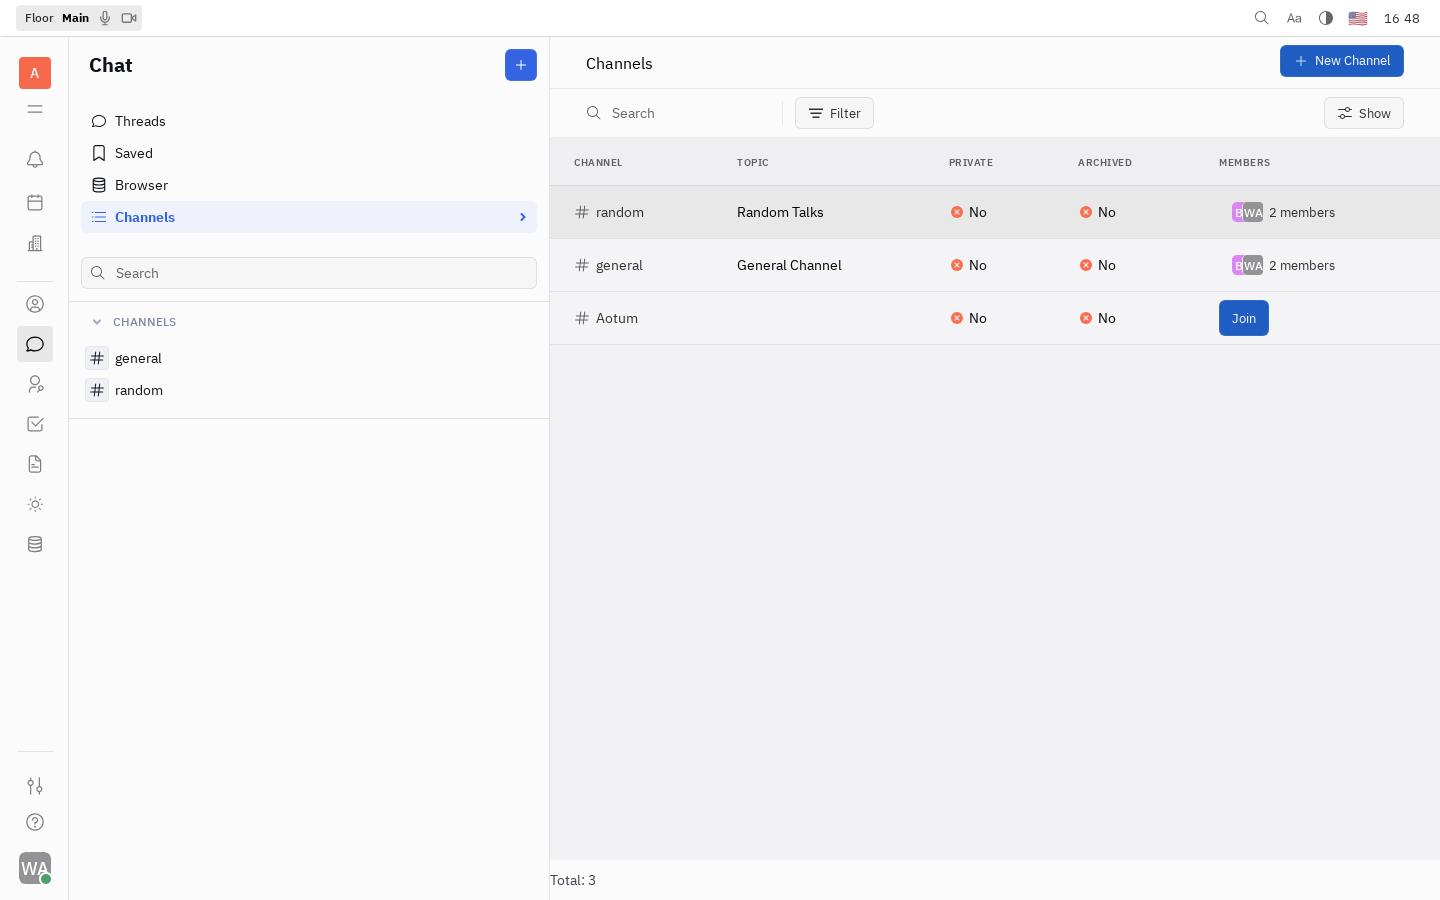 Floor Main
Aa
16 48
A
Chat
Threads
Saved
Browser
Channels
Search
CHANNELS
general
random
WA
Channels
New Channel
Search
Filter
Show
CHANNEL TOPIC PRIVATE ARCHIVED MEMBERS
random Random Talks No No WA 2 members
general General Channel No No WA 2 members
Aotum No No Join
Total: 3